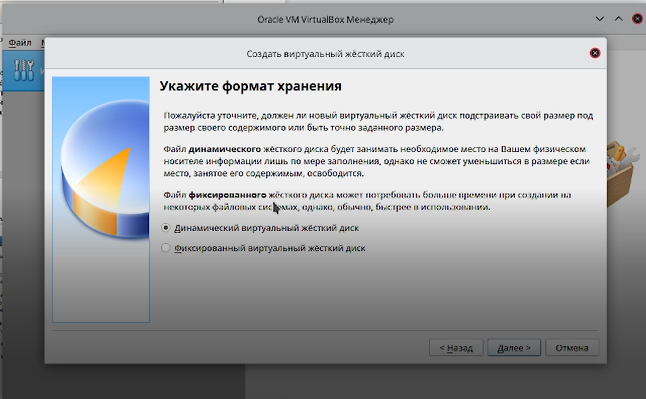 Oracle VM VirtualBox Менеджер
Файл
Создать виртуальный жёсткий диск
Укажите формат хранения
Пожалуйста уточните, должен ли новый виртуальный жёсткий диск подстраивать свой размер под
размер своего содержимого или быть точно заданного размера.
Файл динамического жёсткого диска будет занимать необходимое место на Вашем физическом
носителе информации лишь по мере заполнения, однако не сможет уменьшиться в размере если
место, занятое его содержимым, освободится.
Файл фиксированного жёсткого диска может потребовать больше времени при создании на
некоторых файловых системах, однако, обычно, быстрее в использовании.
Динамический виртуальный жёсткий диск
Фиксированный виртуальный жёсткий диск
< Назад Далее > Отмена